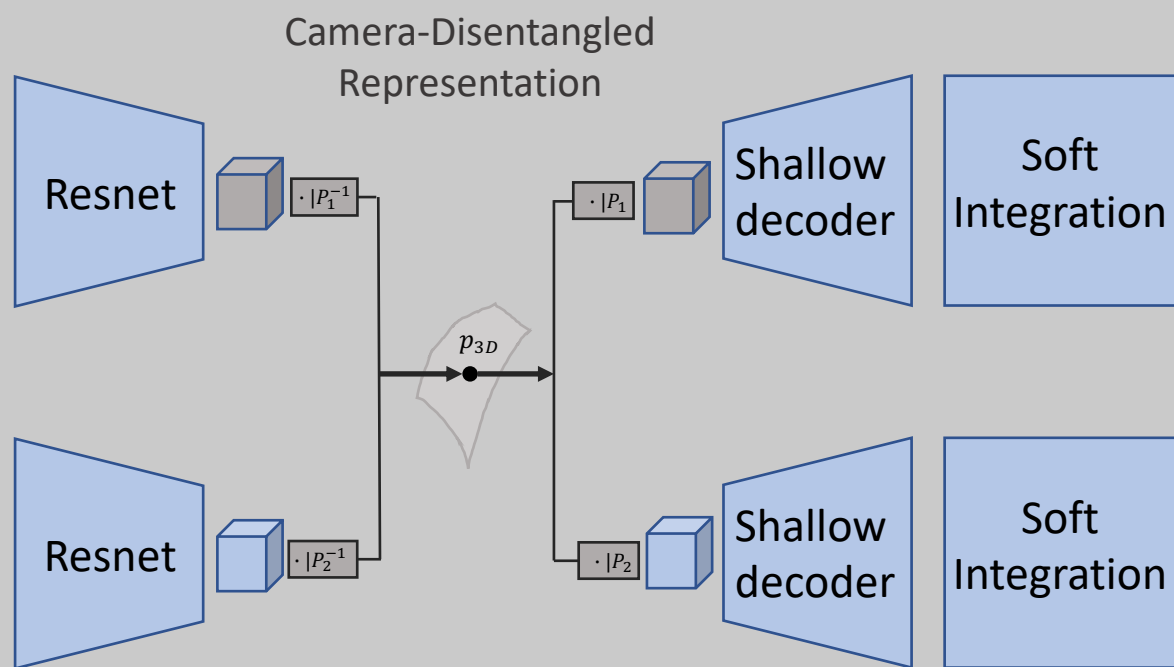 Camera-Disentangled
Representation
Resnet
· |P₁⁻¹
· |P₁
Shallow
decoder
Soft
Integration
p₃D
Resnet
· |P₂⁻¹
· |P₂
Shallow
decoder
Soft
Integration